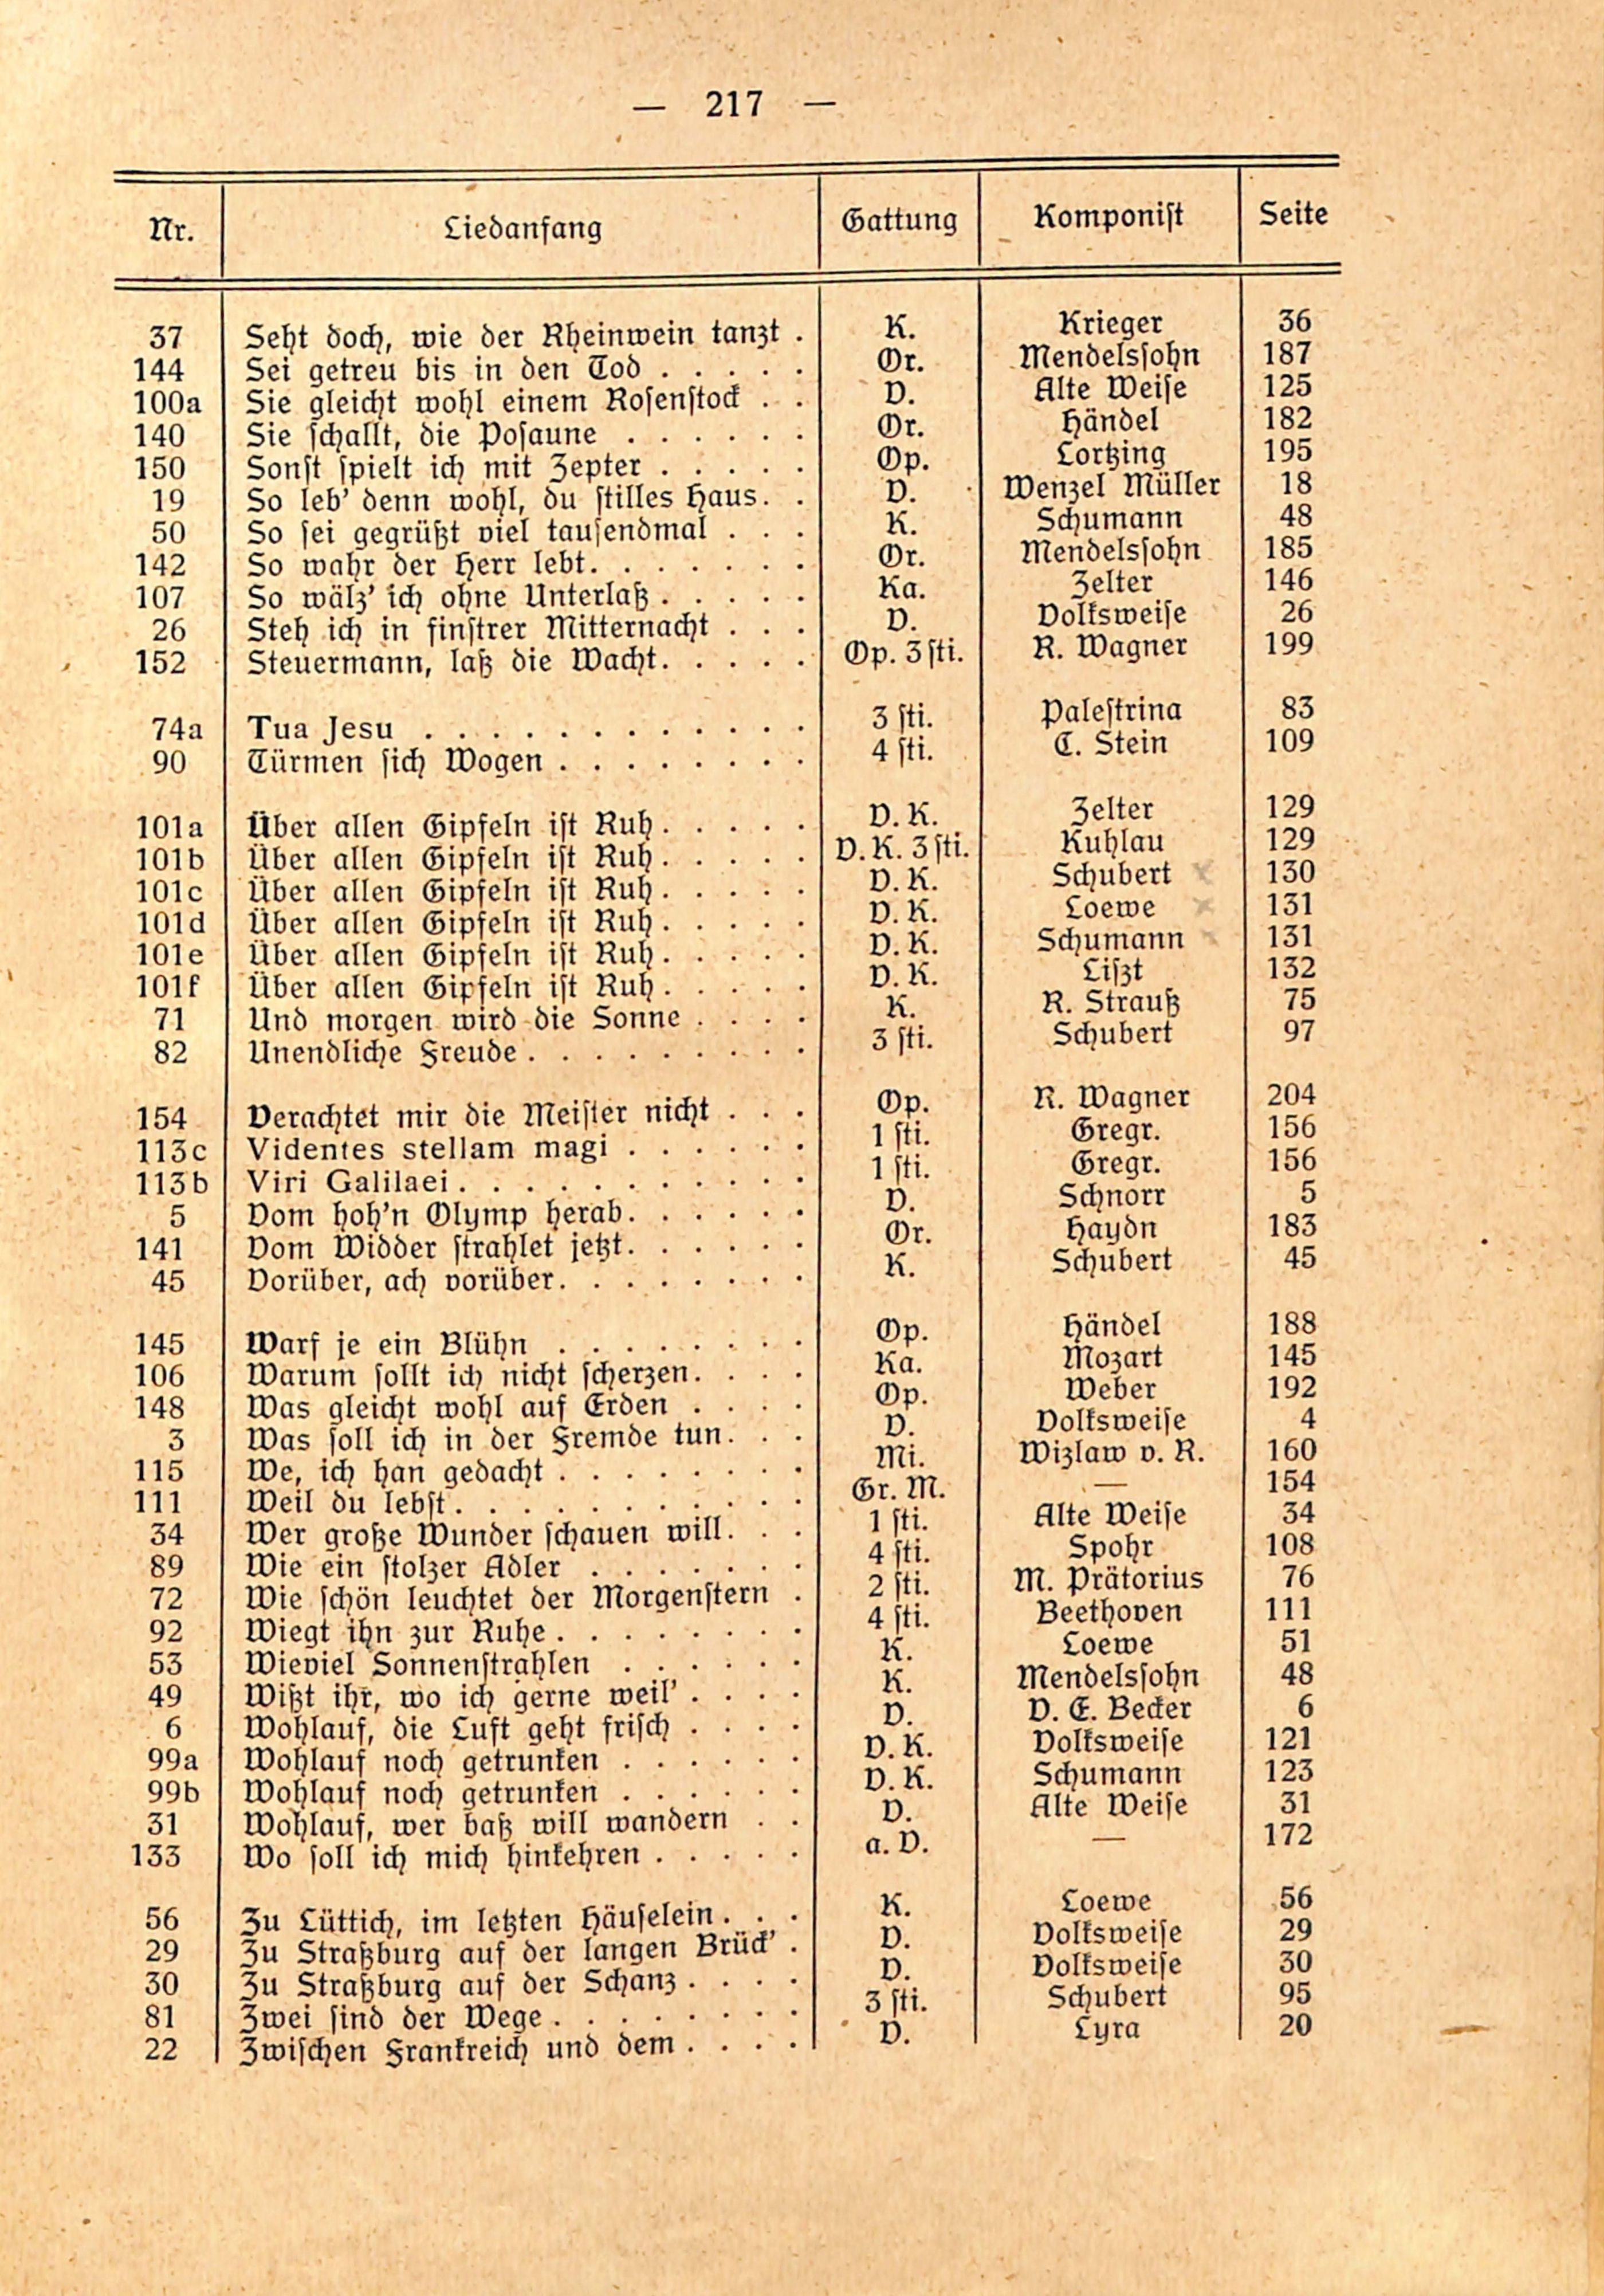 — 217 —
Nr. Liedanfang Gattung Komponist Seite
37 Seht doch, wie der Rheinwein tanzt . K. Krieger 36
144 Sei getreu bis in den Tod . . . . . Or. Mendelssohn 187
100a Sie gleicht wohl einem Rosenstock . . V. Alte Weise 125
140 Sie schallt, die Posaune . . . . . . Or. Händel 182
150 Sonst spielt ich mit Zepter . . . . . Op. Lortzing 195
19 So leb' denn wohl, du stilles Haus. . V. Wenzel Müller 18
50 So sei gegrüßt viel tausendmal . . . K. Schumann 48
142 So wahr der Herr lebt. . . . . . . Or. Mendelssohn 185
107 So wälz' ich ohne Unterlaß . . . . . Ka. Zelter 146
26 Steh ich in finstrer Mitternacht . . . V. Volksweise 26
152 Steuermann, laß die Wacht. . . . . Op. 3 sti. R. Wagner 199
74a Tua Jesu . . . . . . . . . . . . 3 sti. Palestrina 83
90 Türmen sich Wogen . . . . . . . . 4 sti. C. Stein 109
101a Über allen Gipfeln ist Ruh. . . . . V. K. Zelter 129
101b Über allen Gipfeln ist Ruh. . . . . V. K. 3 sti. Kuhlau 129
101c Über allen Gipfeln ist Ruh. . . . . V. K. Schubert 130
101d Über allen Gipfeln ist Ruh. . . . . V. K. Loewe 131
101e Über allen Gipfeln ist Ruh. . . . . V. K. Schumann 131
101f Über allen Gipfeln ist Ruh. . . . . V. K. Liszt 132
71 Und morgen wird die Sonne . . . . K. R. Strauß 75
82 Unendliche Freude . . . . . . . . . 3 sti. Schubert 97
154 Verachtet mir die Meister nicht . . . Op. R. Wagner 204
113c Videntes stellam magi . . . . . . 1 sti. Gregr. 156
113b Viri Galilaei . . . . . . . . . . . 1 sti. Gregr. 156
5 Vom hoh'n Olymp herab. . . . . . V. Schnorr 5
141 Vom Widder strahlet jetzt. . . . . . Or. Haydn 183
45 Vorüber, ach vorüber. . . . . . . . K. Schubert 45
145 Warf je ein Blühn . . . . . . . . Op. Händel 188
106 Warum sollt ich nicht scherzen. . . . Ka. Mozart 145
148 Was gleicht wohl auf Erden . . . . Op. Weber 192
3 Was soll ich in der Fremde tun. . . V. Volksweise 4
115 We, ich han gedacht . . . . . . . . Mi. Wizlaw v. R. 160
111 Weil du lebst . . . . . . . . . . . Gr. M. — 154
34 Wer große Wunder schauen will. . . 1 sti. Alte Weise 34
89 Wie ein stolzer Adler . . . . . . . 4 sti. Spohr 108
72 Wie schön leuchtet der Morgenstern . 2 sti. M. Prätorius 76
92 Wiegt ihn zur Ruhe . . . . . . . . 4 sti. Beethoven 111
53 Wieviel Sonnenstrahlen . . . . . . K. Loewe 51
49 Wißt ihr, wo ich gerne weil' . . . . K. Mendelssohn 48
6 Wohlauf, die Luft geht frisch . . . . V. V. E. Becker 6
99a Wohlauf noch getrunken . . . . . . V. K. Volksweise 121
99b Wohlauf noch getrunken . . . . . . V. K. Schumann 123
31 Wohlauf, wer baß will wandern . . V. Alte Weise 31
133 Wo soll ich mich hinkehren . . . . . a. V. — 172
56 Zu Lüttich, im letzten Häuselein . . . K. Loewe 56
29 Zu Straßburg auf der langen Brück' . V. Volksweise 29
30 Zu Straßburg auf der Schanz . . . . V. Volksweise 30
81 Zwei sind der Wege . . . . . . . . 3 sti. Schubert 95
22 Zwischen Frankreich und dem . . . . V. Lyra 20